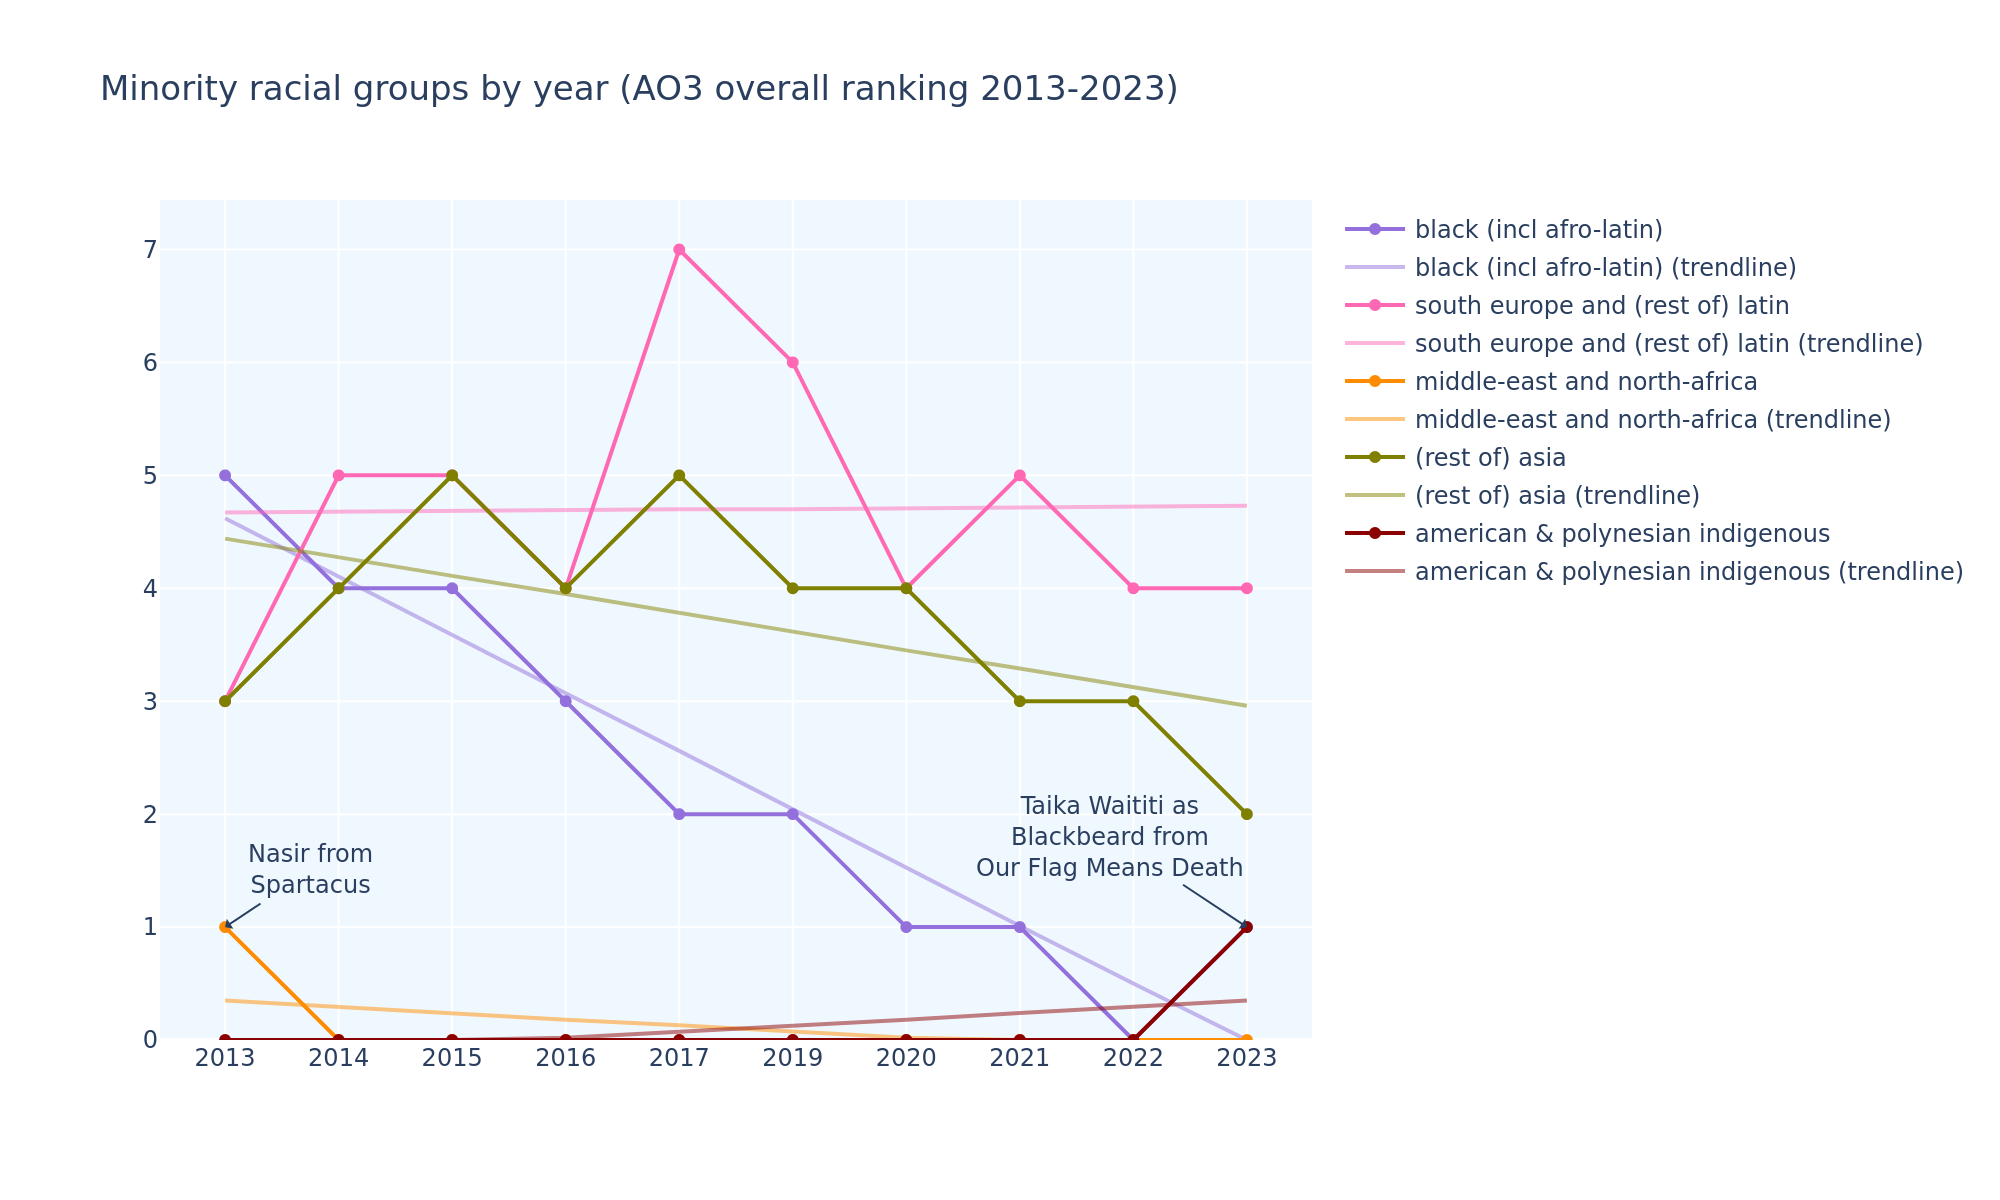 Minority racial groups by year (AO3 overall ranking 2013-2023)
7
6
5
4
3
2
1
0
2013
2014
2015
2016
2017
2019
2020
2021
2022
2023
Nasir from
Spartacus
Taika Waititi as
Blackbeard from
Our Flag Means Death
black (incl afro-latin)
black (incl afro-latin) (trendline)
south europe and (rest of) latin
south europe and (rest of) latin (trendline)
middle-east and north-africa
middle-east and north-africa (trendline)
(rest of) asia
(rest of) asia (trendline)
american & polynesian indigenous
american & polynesian indigenous (trendline)